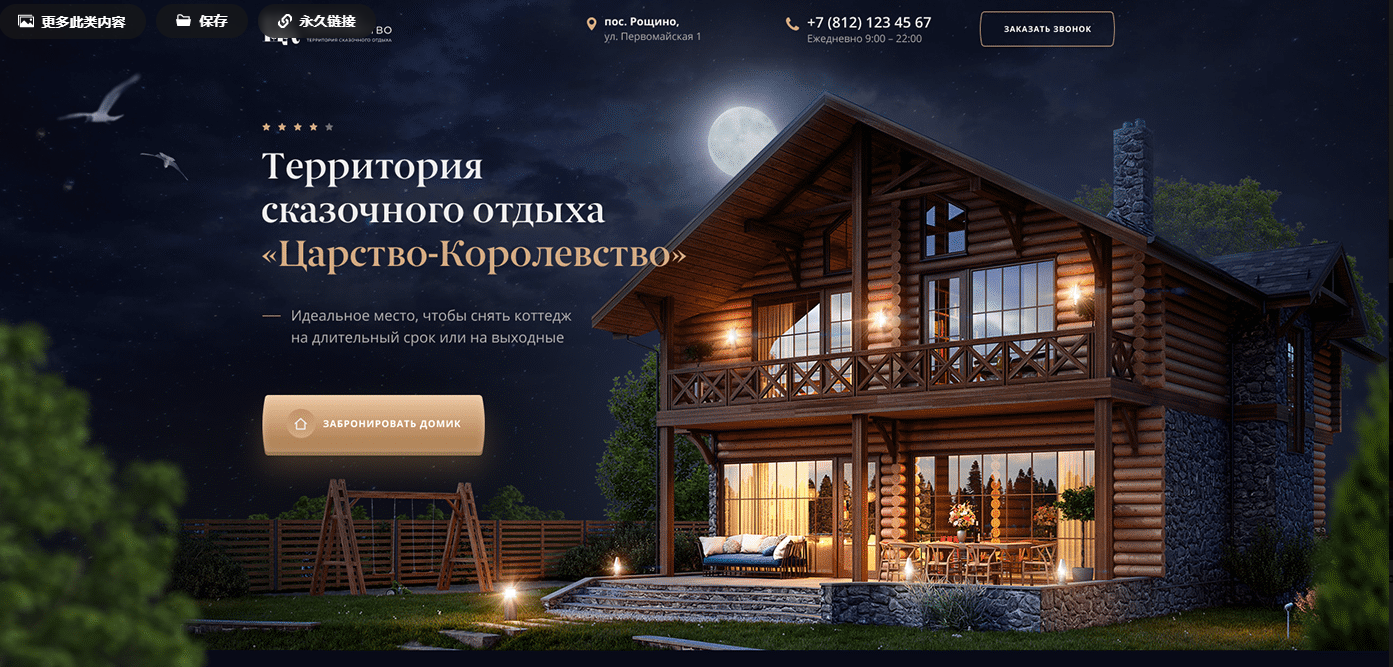 更多此类内容
保存
永久链接
ВО
ТЕРРИТОРИЯ СКАЗОЧНОГО ОТДЫХА
пос. Рощино,
ул. Первомайская 1
+7 (812) 123 45 67
Ежедневно 9:00 – 22:00
ЗАКАЗАТЬ ЗВОНОК
Территория
сказочного отдыха
«Царство-Королевство»
Идеальное место, чтобы снять коттедж
на длительный срок или на выходные
ЗАБРОНИРОВАТЬ ДОМИК